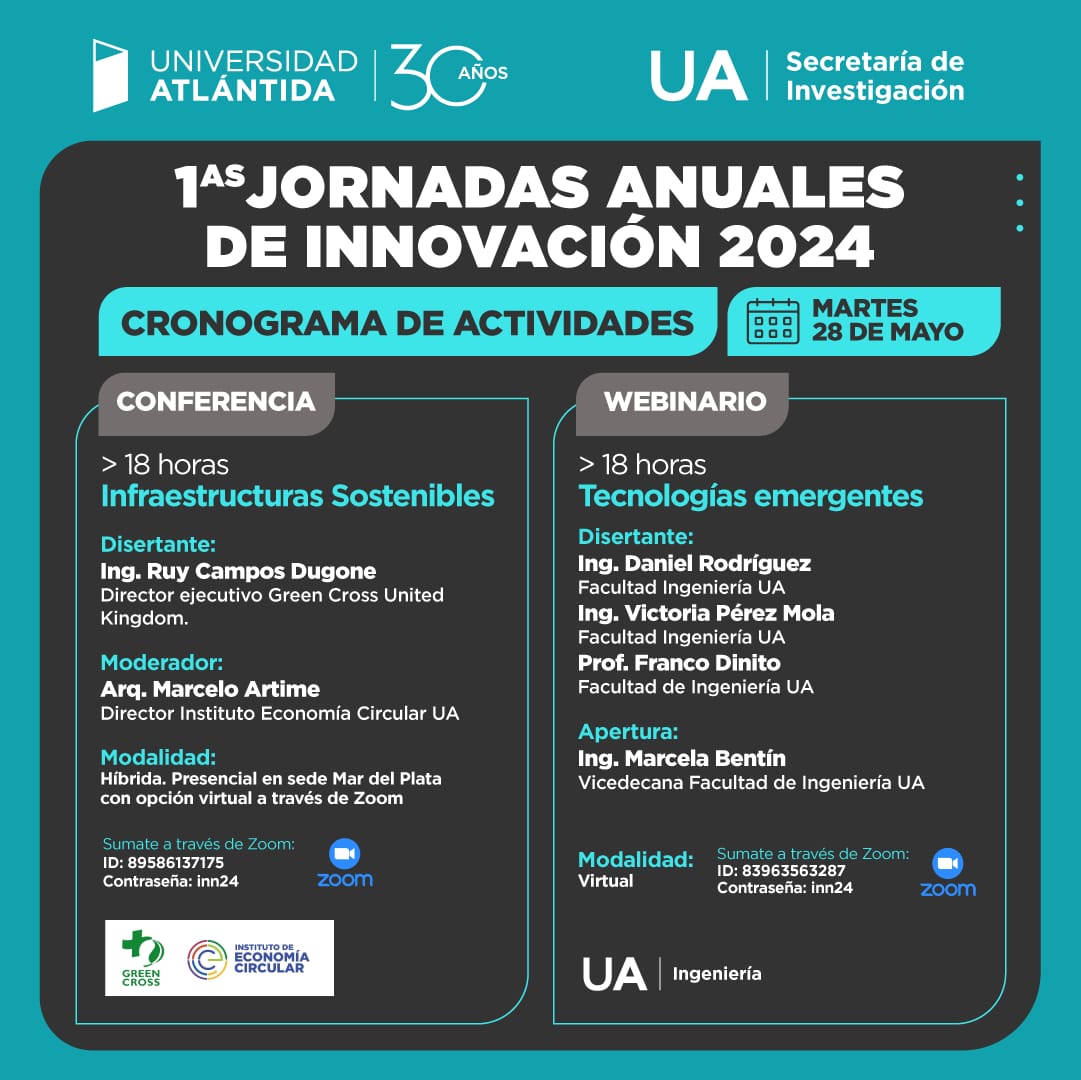 UNIVERSIDAD
ATLÁNTIDA
30 AÑOS
UA
Secretaría de
Investigación
1AS JORNADAS ANUALES
DE INNOVACIÓN 2024
CRONOGRAMA DE ACTIVIDADES
MARTES
28 DE MAYO
CONFERENCIA
> 18 horas
Infraestructuras Sostenibles
Disertante:
Ing. Ruy Campos Dugone
Director ejecutivo Green Cross United
Kingdom.
Moderador:
Arq. Marcelo Artime
Director Instituto Economía Circular UA
Modalidad:
Híbrida. Presencial en sede Mar del Plata
con opción virtual a través de Zoom
Sumate a través de Zoom:
ID: 89586137175
Contraseña: inn24
zoom
GREEN
CROSS
INSTITUTO DE
ECONOMÍA
CIRCULAR
WEBINARIO
> 18 horas
Tecnologías emergentes
Disertante:
Ing. Daniel Rodríguez
Facultad Ingeniería UA
Ing. Victoria Pérez Mola
Facultad Ingeniería UA
Prof. Franco Dinito
Facultad de Ingeniería UA
Apertura:
Ing. Marcela Bentín
Vicedecana Facultad de Ingeniería UA
Modalidad:
Virtual
Sumate a través de Zoom:
ID: 83963563287
Contraseña: inn24
zoom
UA
Ingeniería